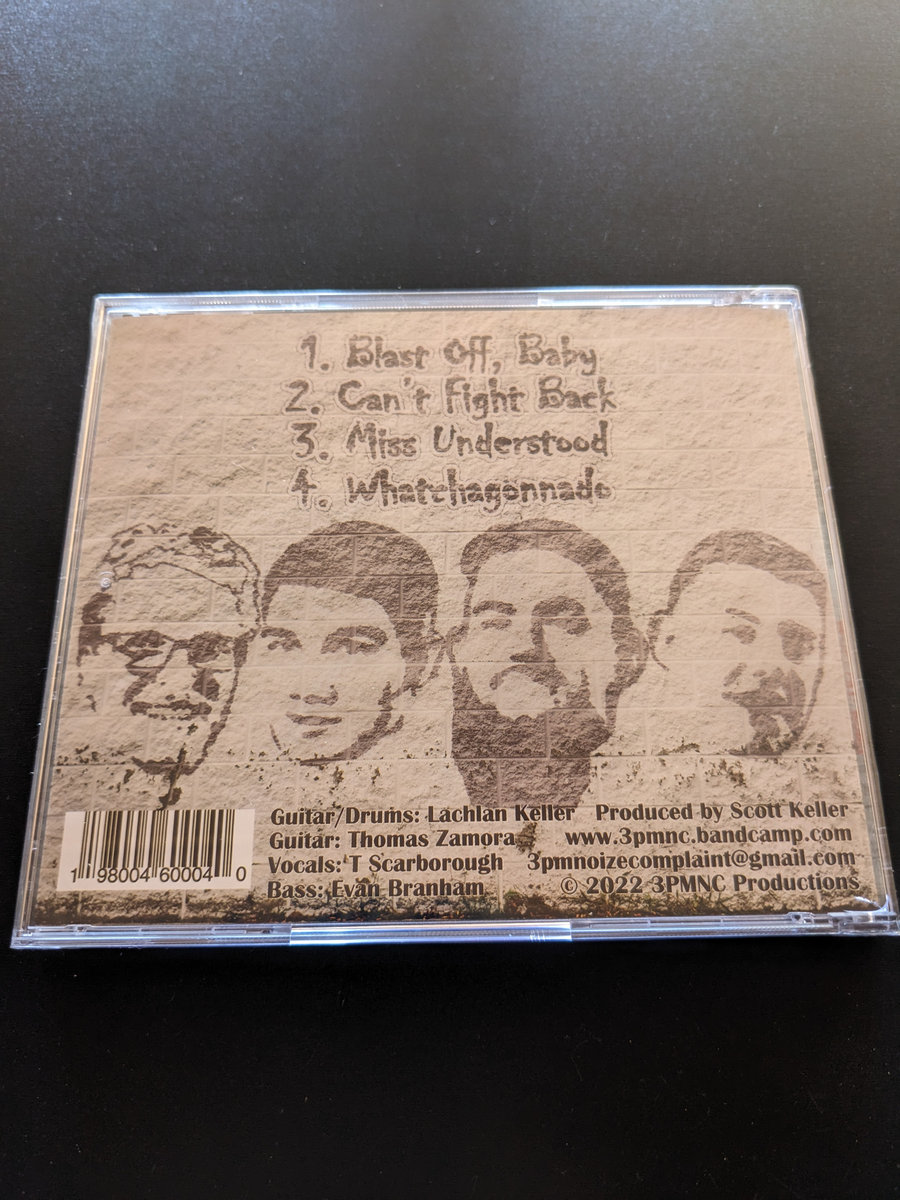 1. Blast Off, Baby
2. Can't Fight Back
3. Miss Understood
4. Whatchagonnado
Guitar/Drums: Lachlan Keller
Guitar: Thomas Zamora
Vocals: T Scarborough
Bass: Evan Branham
Produced by Scott Keller
www.3pmnc.bandcamp.com
3pmnoizecomplaint@gmail.com
© 2022 3PMNC Productions
1 98004 60004 0